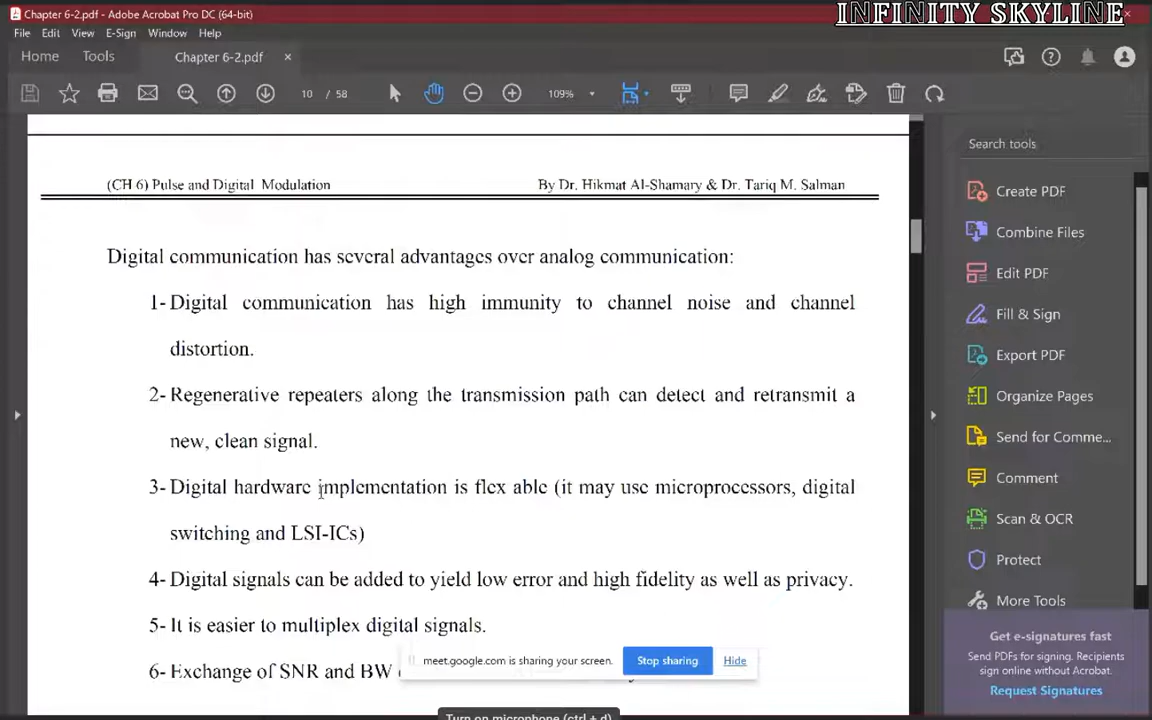 Chapter 6-2.pdf - Adobe Acrobat Pro DC (64-bit)
INFINITY SKYLINE
File Edit View E-Sign Window Help
Home Tools Chapter 6-2.pdf ×
10 / 58 109%
Search tools
(CH 6) Pulse and Digital Modulation By Dr. Hikmat Al-Shamary & Dr. Tariq M. Salman
Create PDF
Combine Files
Edit PDF
Fill & Sign
Export PDF
Organize Pages
Send for Comme...
Comment
Scan & OCR
Protect
More Tools
Digital communication has several advantages over analog communication:
1- Digital communication has high immunity to channel noise and channel
distortion.
2- Regenerative repeaters along the transmission path can detect and retransmit a
new, clean signal.
3- Digital hardware implementation is flex able (it may use microprocessors, digital
switching and LSI-ICs)
4- Digital signals can be added to yield low error and high fidelity as well as privacy.
5- It is easier to multiplex digital signals.
6- Exchange of SNR and BW
meet.google.com is sharing your screen. Stop sharing Hide
Turn on microphone (ctrl + d)
Get e-signatures fast
Send PDFs for signing. Recipients
sign online without Acrobat.
Request Signatures